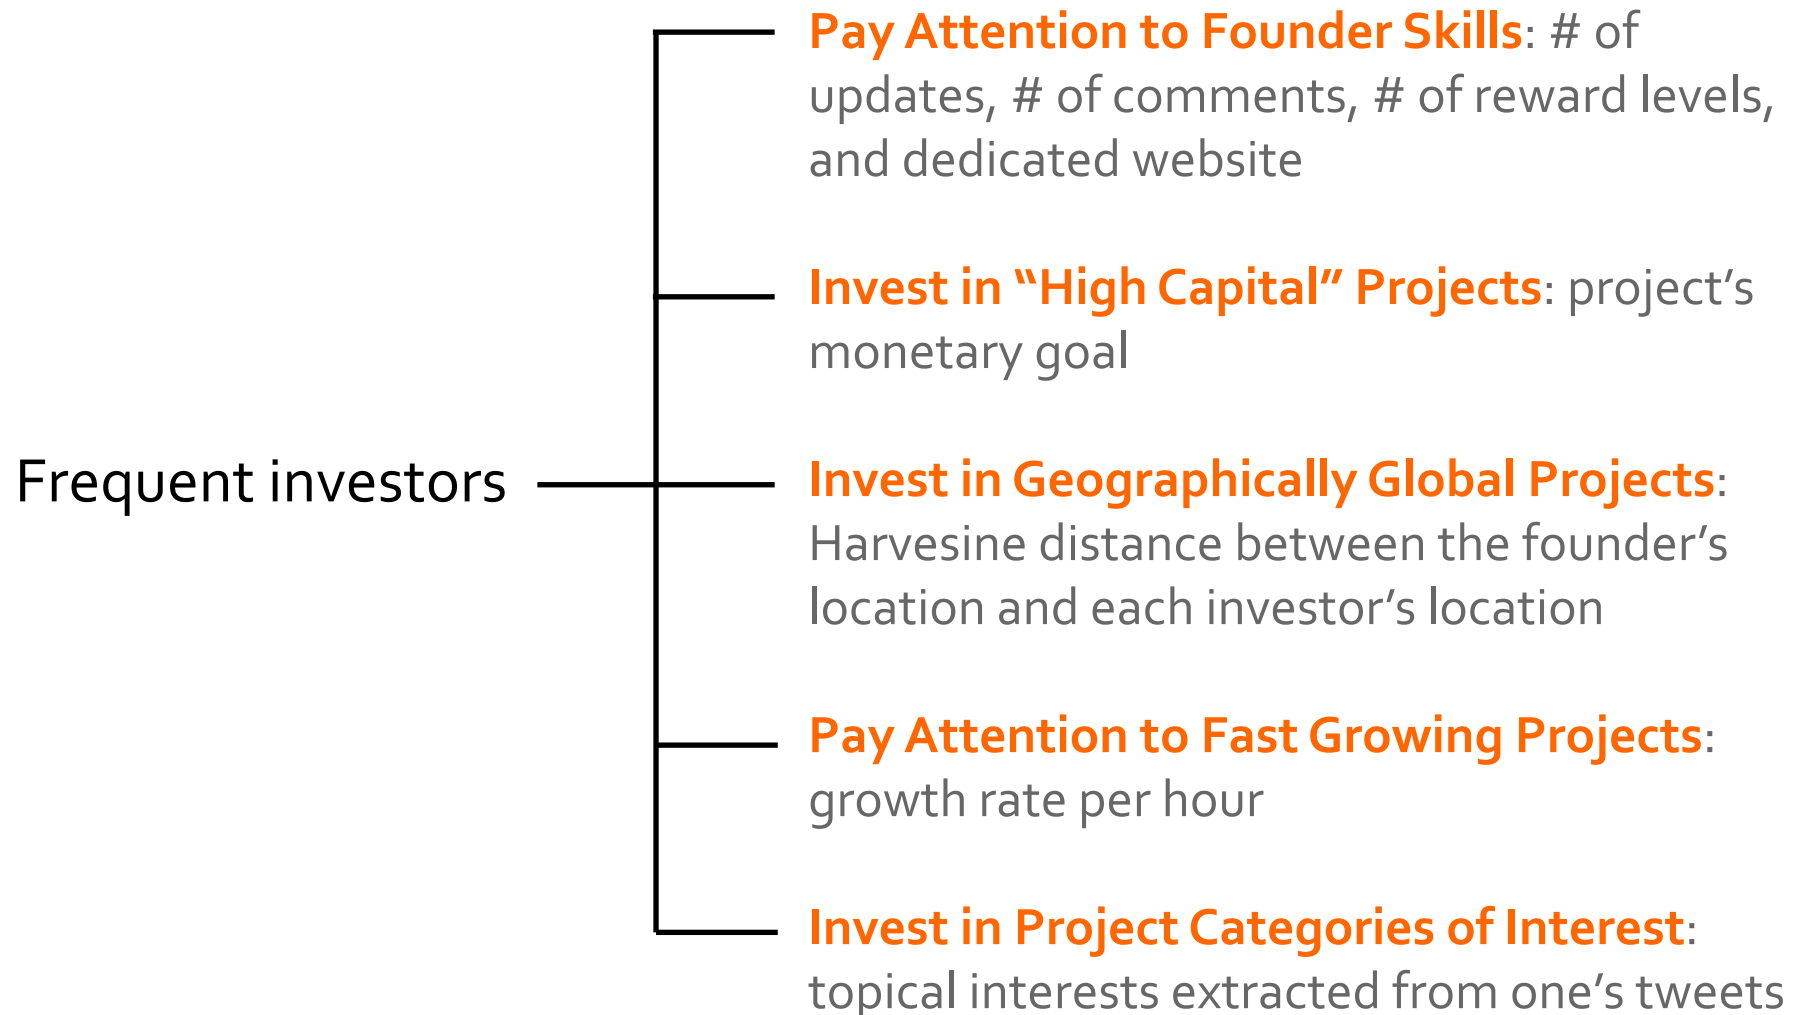 Pay Attention to Founder Skills: # of
updates, # of comments, # of reward levels,
and dedicated website
Invest in “High Capital” Projects: project’s
monetary goal
Frequent investors
Invest in Geographically Global Projects:
Harvesine distance between the founder’s
location and each investor’s location
Pay Attention to Fast Growing Projects:
growth rate per hour
Invest in Project Categories of Interest:
topical interests extracted from one’s tweets